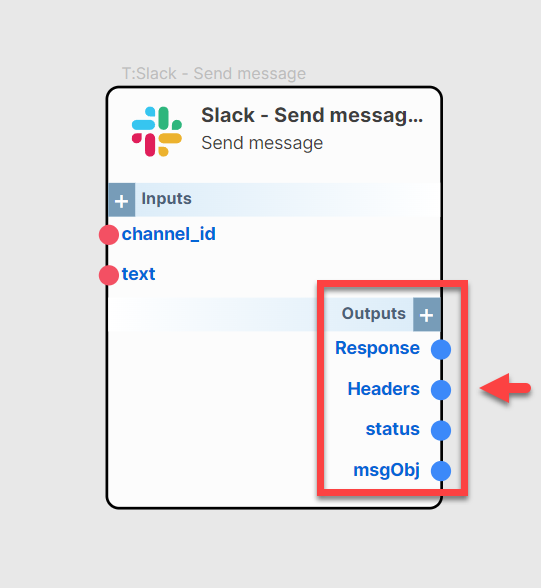 T:Slack - Send message
Slack - Send messag...
Send message
+ Inputs
channel_id
text
Outputs +
Response
Headers
status
msgObj